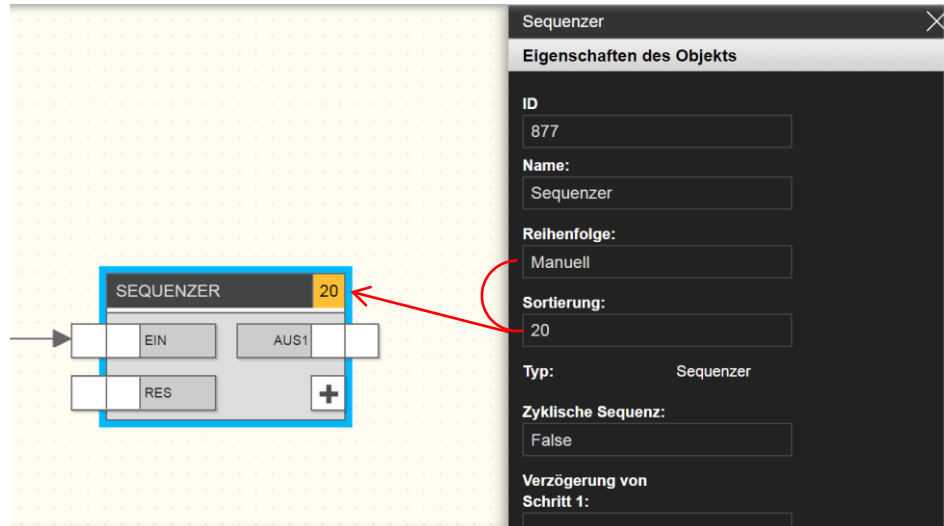 SEQUENZER 20
EIN AUS1
RES
Sequenzer
Eigenschaften des Objekts
ID
877
Name:
Sequenzer
Reihenfolge:
Manuell
Sortierung:
20
Typ: Sequenzer
Zyklische Sequenz:
False
Verzögerung von
Schritt 1: